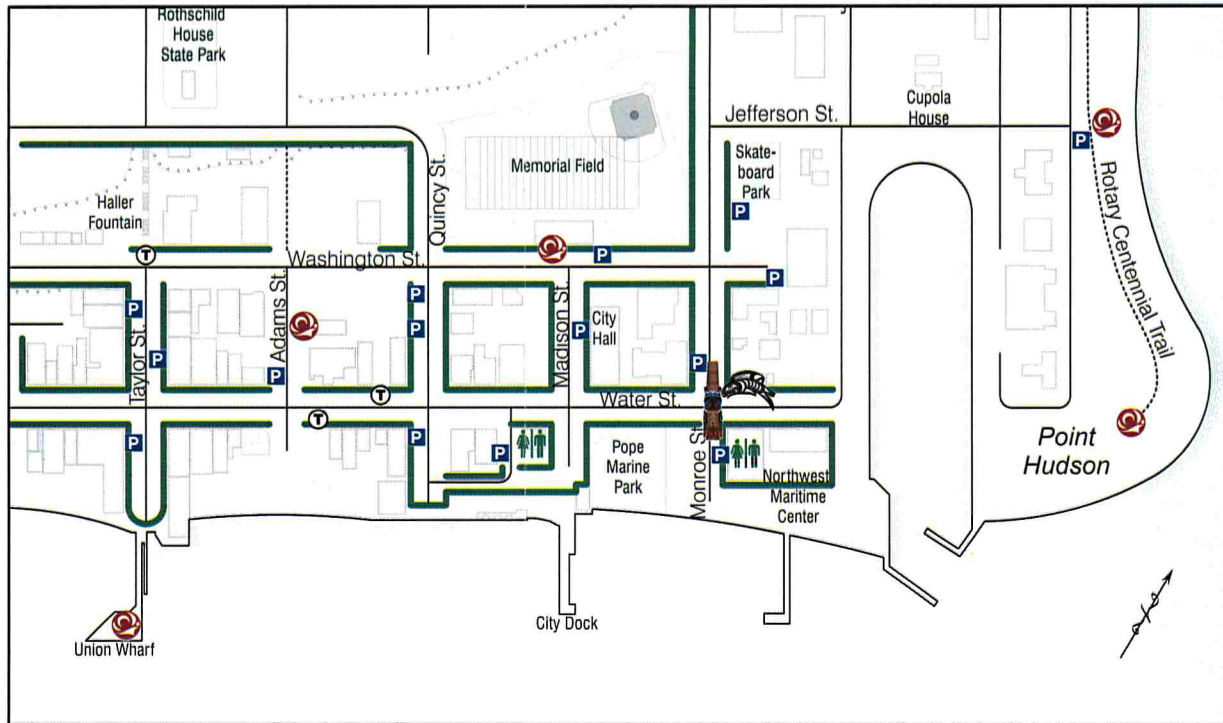 Rothschild
House
State Park
Jefferson St.
Cupola
House
P
Quincy St.
Memorial Field
Skate-
board
Park
Rotary Centennial Trail
Haller
Fountain
P
T
Washington St.
P
P
P
P
P
Taylor St.
Adams St.
Madison St.
City
Hall
P
P
P
P
P
T
Water St.
T
P
P
P
Pope
Marine
Park
Monroe St.
P
Northwest
Maritime
Center
Point
Hudson
City Dock
Union Wharf